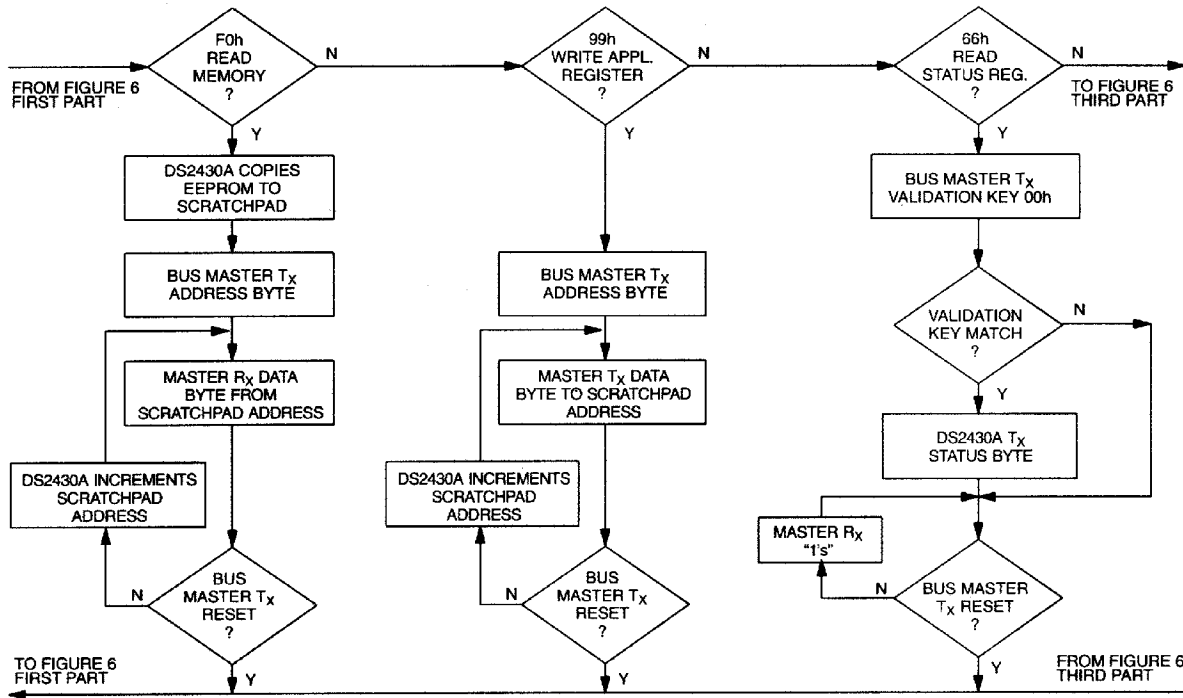 FROM FIGURE 6
FIRST PART
F0h
READ
MEMORY
?
N
Y
DS2430A COPIES
EEPROM TO
SCRATCHPAD
BUS MASTER TX
ADDRESS BYTE
MASTER RX DATA
BYTE FROM
SCRATCHPAD ADDRESS
DS2430A INCREMENTS
SCRATCHPAD
ADDRESS
N
BUS
MASTER TX
RESET
?
Y
TO FIGURE 6
FIRST PART
99h
WRITE APPL.
REGISTER
?
N
Y
BUS MASTER TX
ADDRESS BYTE
MASTER TX DATA
BYTE TO SCRATCHPAD
ADDRESS
DS2430A INCREMENTS
SCRATCHPAD
ADDRESS
N
BUS
MASTER TX
RESET
?
Y
66h
READ
STATUS REG.
?
N
TO FIGURE 6
THIRD PART
Y
BUS MASTER TX
VALIDATION KEY 00h
VALIDATION
KEY MATCH
?
N
Y
DS2430A TX
STATUS BYTE
MASTER RX
"1's"
N
BUS MASTER
TX RESET
?
Y
FROM FIGURE 6
THIRD PART